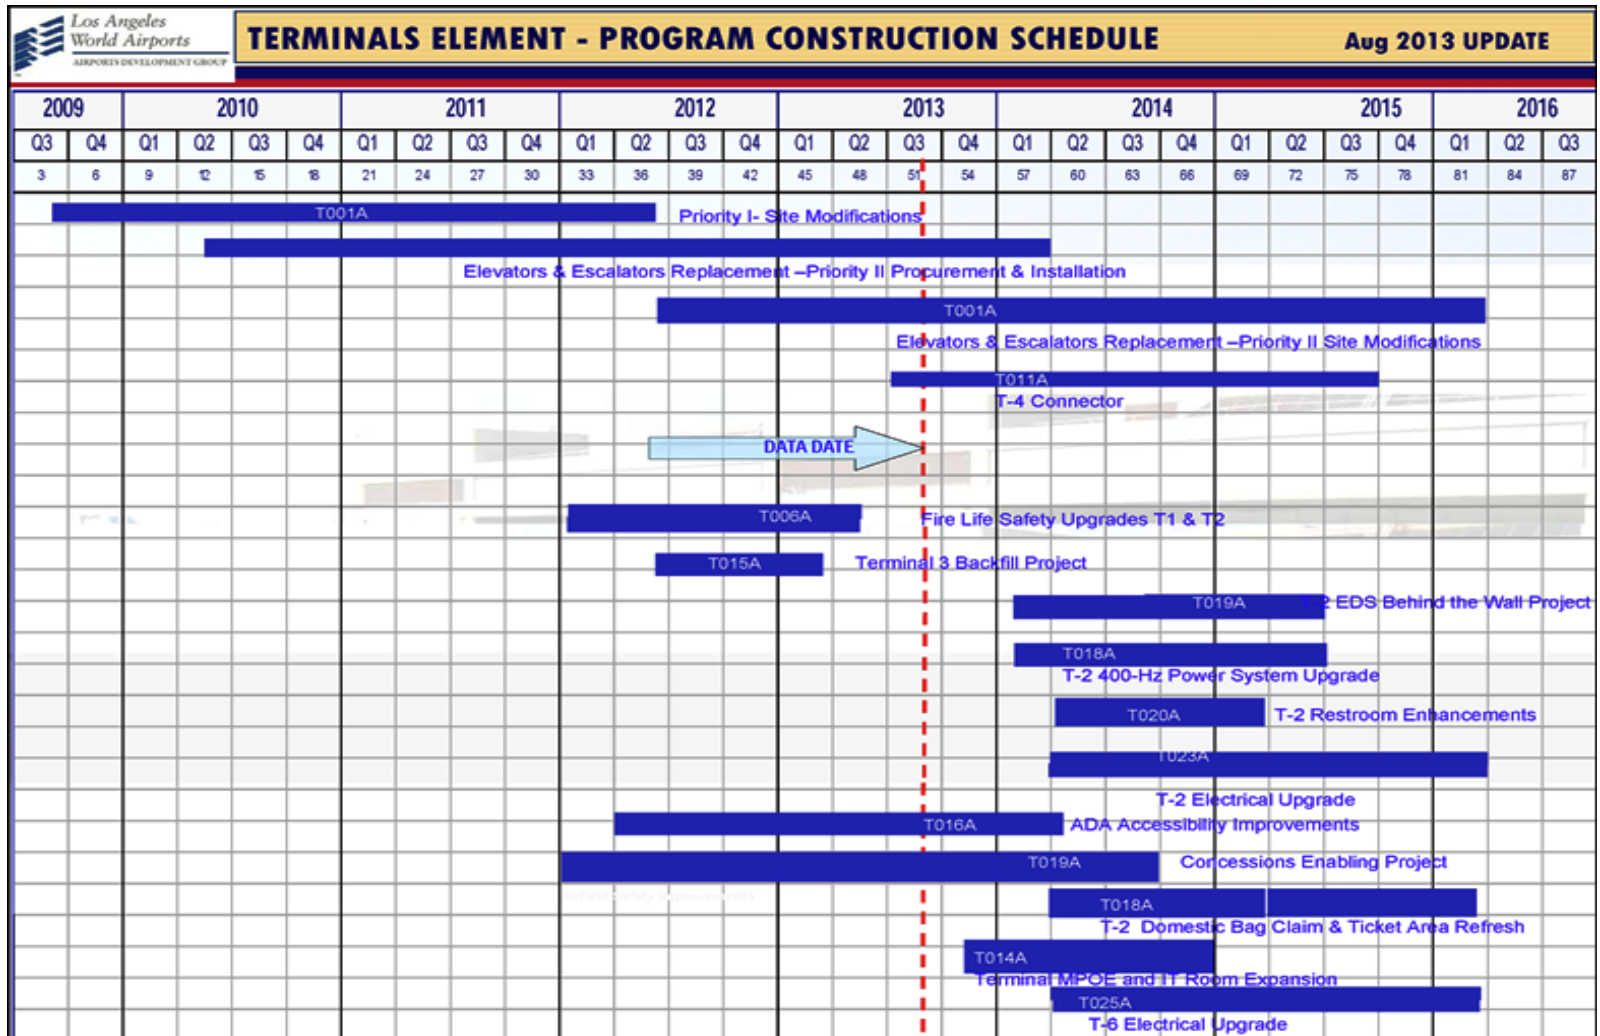 Los Angeles
World Airports
AIRPORTS DEVELOPMENT GROUP
TERMINALS ELEMENT - PROGRAM CONSTRUCTION SCHEDULE
Aug 2013 UPDATE
2009 2010 2011 2012 2013 2014 2015 2016
Q3 Q4 Q1 Q2 Q3 Q4 Q1 Q2 Q3 Q4 Q1 Q2 Q3 Q4 Q1 Q2 Q3 Q4 Q1 Q2 Q3 Q4 Q1 Q2 Q3 Q4 Q1 Q2 Q3
3 6 9 12 15 18 21 24 27 30 33 36 39 42 45 48 51 54 57 60 63 66 69 72 75 78 81 84 87
T001A Priority I- Site Modifications
Elevators & Escalators Replacement –Priority II Procurement & Installation
T001A
Elevators & Escalators Replacement –Priority II Site Modifications
T011A
T-4 Connector
DATA DATE
T006A Fire Life Safety Upgrades T1 & T2
T015A Terminal 3 Backfill Project
T019A T-2 EDS Behind the Wall Project
T018A
T-2 400-Hz Power System Upgrade
T020A T-2 Restroom Enhancements
T023A
T-2 Electrical Upgrade
T016A ADA Accessibility Improvements
T019A Concessions Enabling Project
Airfield Safety Improvements
T018A
T-2 Domestic Bag Claim & Ticket Area Refresh
T014A
Terminal MPOE and IT Room Expansion
T025A
T-6 Electrical Upgrade